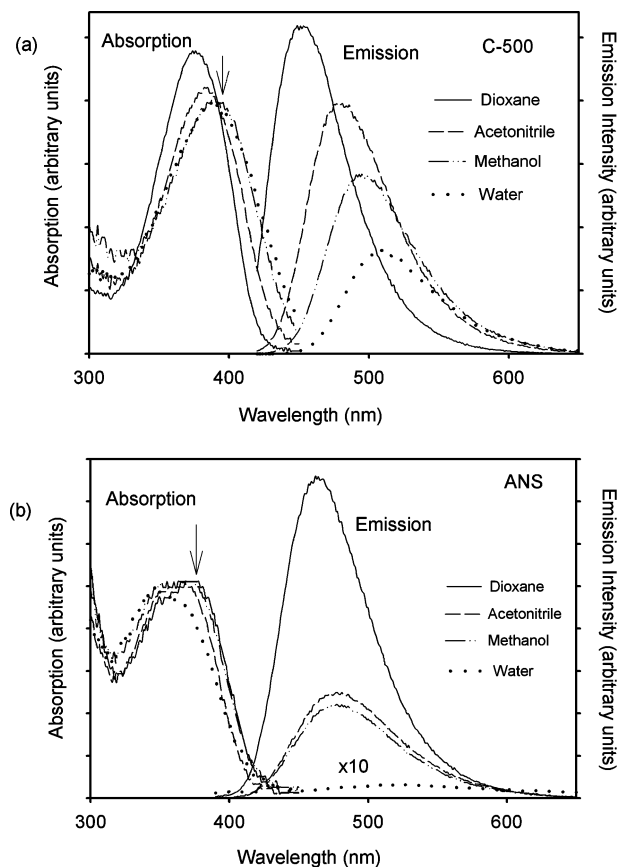 (a)
Absorption
Emission
C-500
Dioxane
Acetonitrile
Methanol
Water
Absorption (arbitrary units)
Emission Intensity (arbitrary units)
300
400
500
600
Wavelength (nm)
(b)
Absorption
Emission
ANS
Dioxane
Acetonitrile
Methanol
Water
x10
Absorption (arbitrary units)
Emission Intensity (arbitrary units)
300
400
500
600
Wavelength (nm)